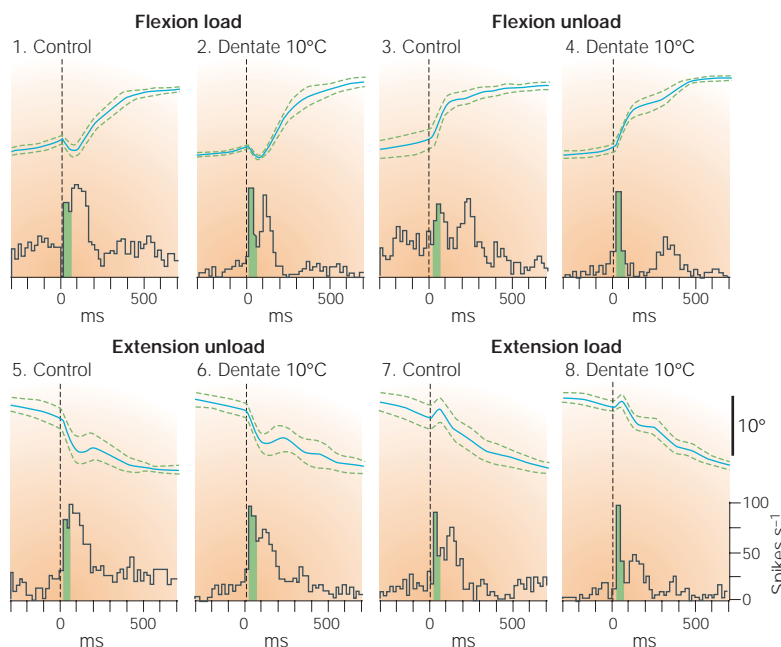 Flexion load Flexion unload
1. Control 2. Dentate 10°C 3. Control 4. Dentate 10°C
0 500 0 500 0 500 0 500
ms ms ms ms
Extension unload Extension load
5. Control 6. Dentate 10°C 7. Control 8. Dentate 10°C
10°
100
50
0
Spikes s⁻¹
0 500 0 500 0 500 0 500
ms ms ms ms